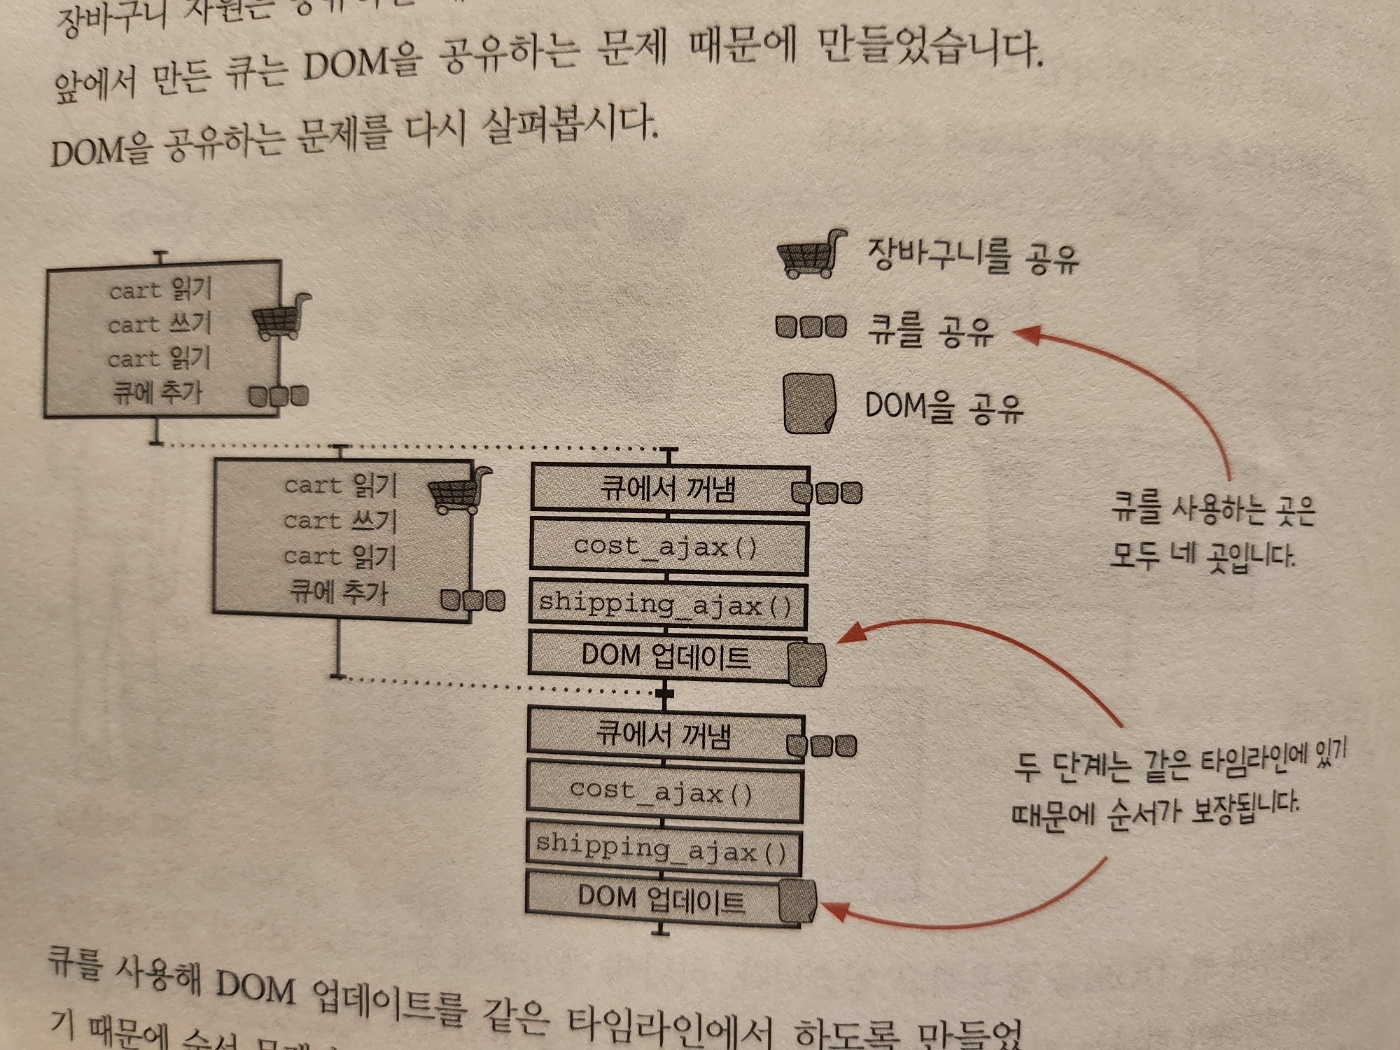 장바구니 자원은
앞에서 만든 큐는 DOM을 공유하는 문제 때문에 만들었습니다.
DOM을 공유하는 문제를 다시 살펴봅시다.
cart 읽기
cart 쓰기
cart 읽기
큐에 추가
장바구니를 공유
큐를 공유
DOM을 공유
cart 읽기
cart 쓰기
cart 읽기
큐에 추가
큐에서 꺼냄
cost_ajax()
shipping_ajax()
DOM 업데이트
큐에서 꺼냄
cost_ajax()
shipping_ajax()
DOM 업데이트
큐를 사용하는 곳은
모두 네 곳입니다.
두 단계는 같은 타임라인에 있기
때문에 순서가 보장됩니다.
큐를 사용해 DOM 업데이트를 같은 타임라인에서 하도록 만들었
기 때문에 순서